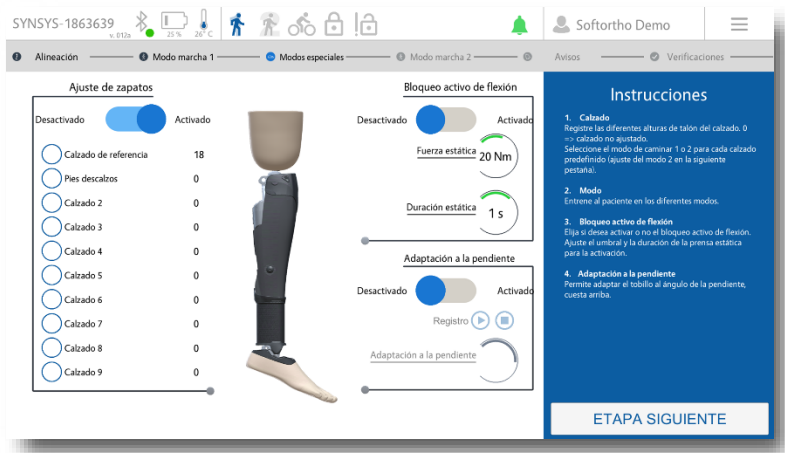 SYNSYS-1863639
v. 012a
25 %
26° C
Softortho Demo
Alineación
Modo marcha 1
Modos especiales
Modo marcha 2
Avisos
Verificaciones
Ajuste de zapatos
Desactivado Activado
Calzado de referencia 18
Pies descalzos 0
Calzado 2 0
Calzado 3 0
Calzado 4 0
Calzado 5 0
Calzado 6 0
Calzado 7 0
Calzado 8 0
Calzado 9 0
Bloqueo activo de flexión
Desactivado Activado
Fuerza estática 20 Nm
Duración estática 1 s
Adaptación a la pendiente
Desactivado Activado
Registro
Adaptación a la pendiente
Instrucciones
1. Calzado
Registre las diferentes alturas de talón del calzado. 0
=> calzado no ajustado.
Seleccione el modo de caminar 1 o 2 para cada calzado
predefinido (ajuste del modo 2 en la siguiente
pestaña).
2. Modo
Entrene al paciente en los diferentes modos.
3. Bloqueo activo de flexión
Elija si desea activar o no el bloqueo activo de flexión.
Ajuste el umbral y la duración de la prensa estática
para la activación.
4. Adaptación a la pendiente
Permite adaptar el tobillo al ángulo de la pendiente,
cuesta arriba.
ETAPA SIGUIENTE